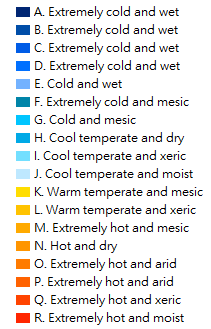 A. Extremely cold and wet
B. Extremely cold and wet
C. Extremely cold and wet
D. Extremely cold and wet
E. Cold and wet
F. Extremely cold and mesic
G. Cold and mesic
H. Cool temperate and dry
I. Cool temperate and xeric
J. Cool temperate and moist
K. Warm temperate and mesic
L. Warm temperate and xeric
M. Extremely hot and mesic
N. Hot and dry
O. Extremely hot and arid
P. Extremely hot and arid
Q. Extremely hot and xeric
R. Extremely hot and moist